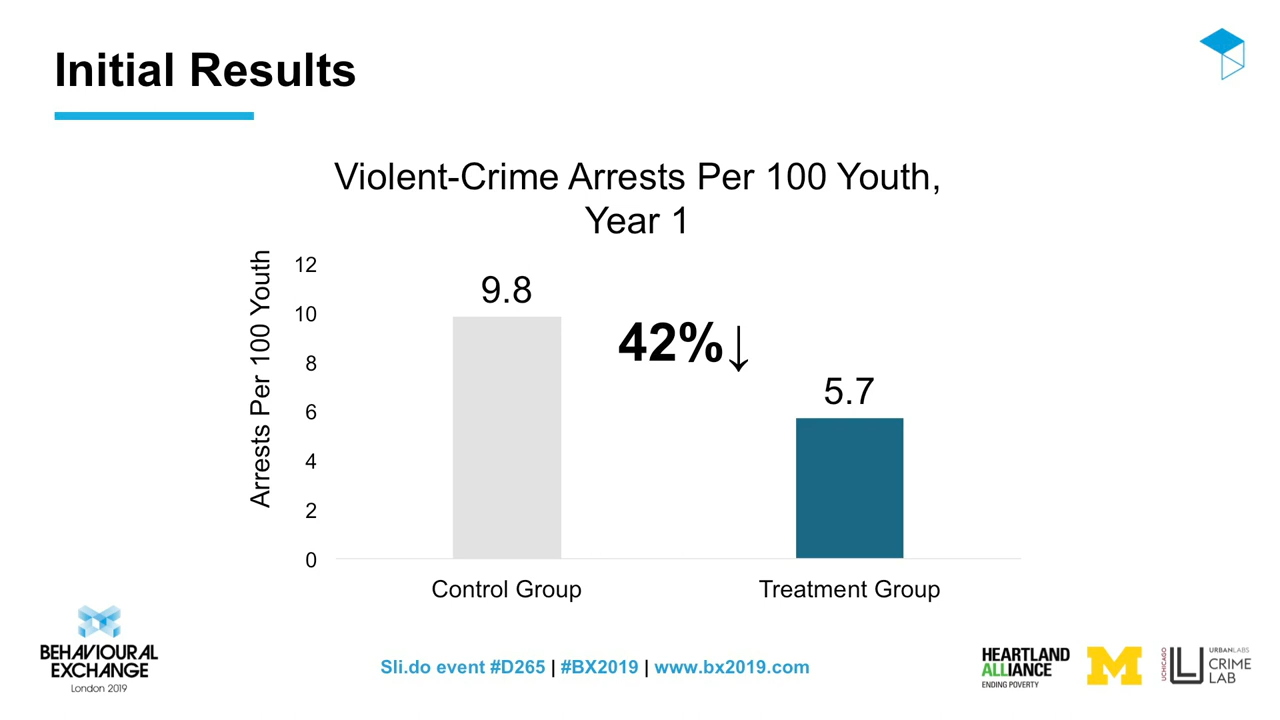 Initial Results
Violent-Crime Arrests Per 100 Youth,
Year 1
Arrests Per 100 Youth
12
10
8
6
4
2
0
9.8
42%↓
5.7
Control Group
Treatment Group
BEHAVIOURAL
EXCHANGE
London 2019
Sli.do event #D265 | #BX2019 | www.bx2019.com
HEARTLAND
ALLIANCE
ENDING POVERTY
M
UCHICAGO
URBANLABS
CRIME
LAB